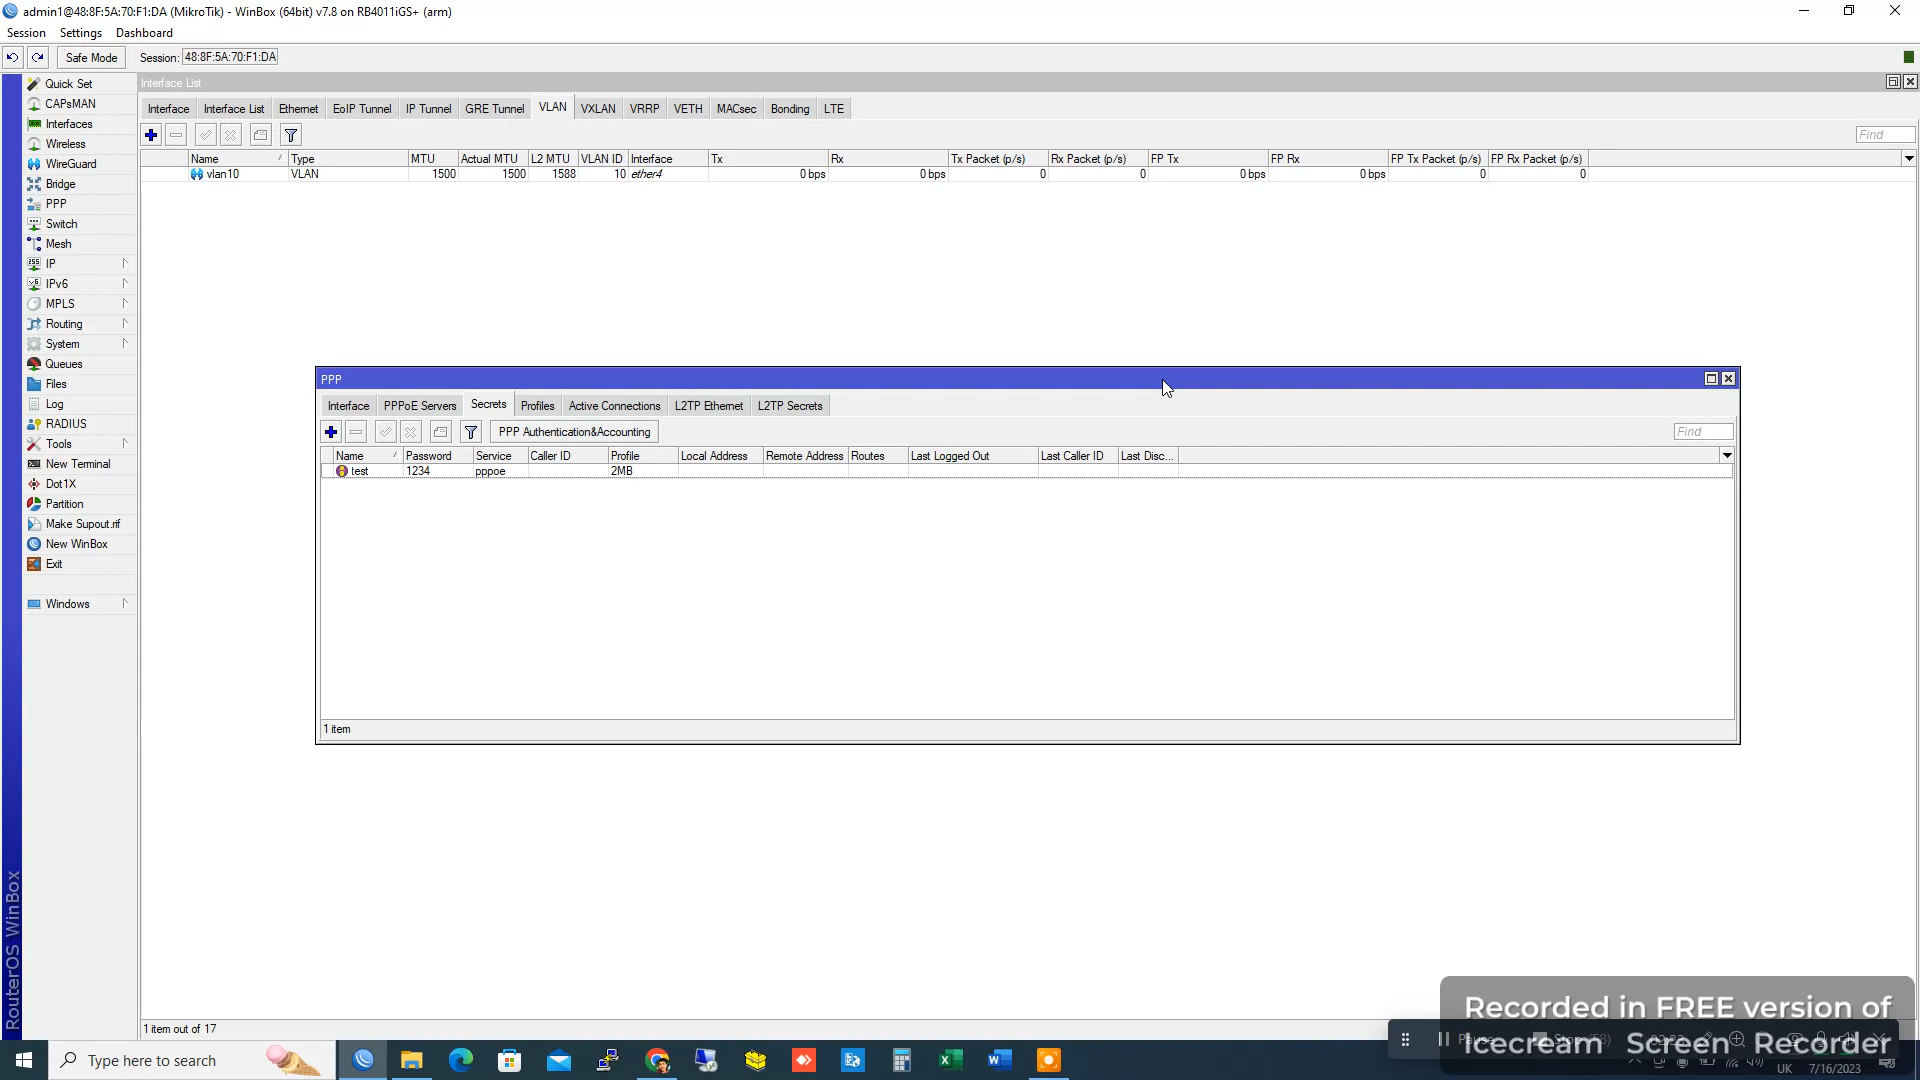 admin1@48:8F:5A:70:F1:DA (MikroTik) - WinBox (64bit) v7.8 on RB4011iGS+ (arm)
Session Settings Dashboard
Safe Mode Session: 48:8F:5A:70:F1:DA
Quick Set
CAPsMAN
Interfaces
Wireless
WireGuard
Bridge
PPP
Switch
Mesh
IP
IPv6
MPLS
Routing
System
Queues
Files
Log
RADIUS
Tools
New Terminal
Dot1X
Partition
Make Supout.rif
New WinBox
Exit
Windows
RouterOS WinBox
Interface List
Interface Interface List Ethernet EoIP Tunnel IP Tunnel GRE Tunnel VLAN VXLAN VRRP VETH MACsec Bonding LTE
Find
Name Type MTU Actual MTU L2 MTU VLAN ID Interface Tx Rx Tx Packet (p/s) Rx Packet (p/s) FP Tx FP Rx FP Tx Packet (p/s) FP Rx Packet (p/s)
vlan10 VLAN 1500 1500 1588 10 ether4 0 bps 0 bps 0 0 0 bps 0 bps 0 0
PPP
Interface PPPoE Servers Secrets Profiles Active Connections L2TP Ethernet L2TP Secrets
PPP Authentication&Accounting Find
Name Password Service Caller ID Profile Local Address Remote Address Routes Last Logged Out Last Caller ID Last Disc...
test 1234 pppoe 2MB
1 item
1 item out of 17
Recorded in FREE version of
Icecream Screen Recorder
Type here to search
UK 7/16/2023